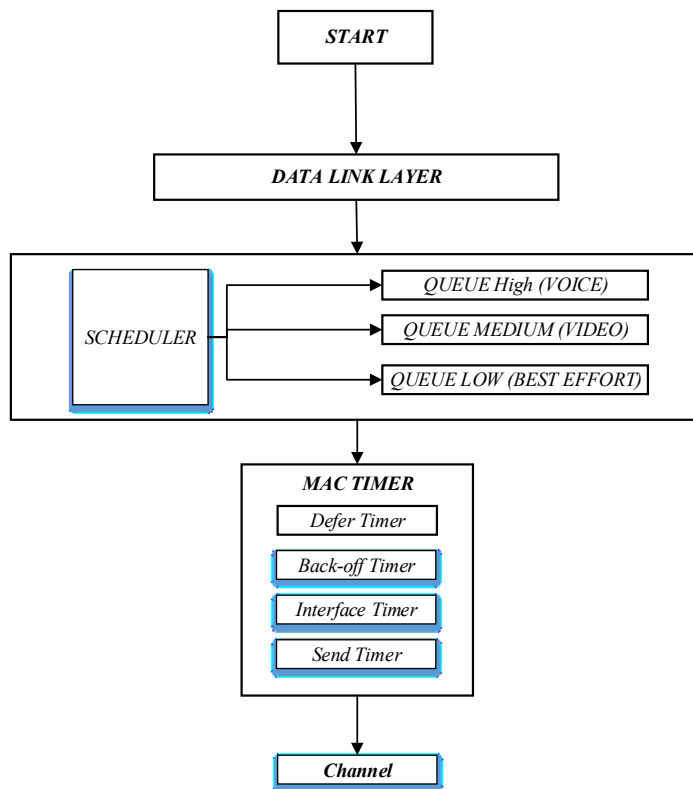 START
DATA LINK LAYER
SCHEDULER
QUEUE High (VOICE)
QUEUE MEDIUM (VIDEO)
QUEUE LOW (BEST EFFORT)
MAC TIMER
Defer Timer
Back-off Timer
Interface Timer
Send Timer
Channel